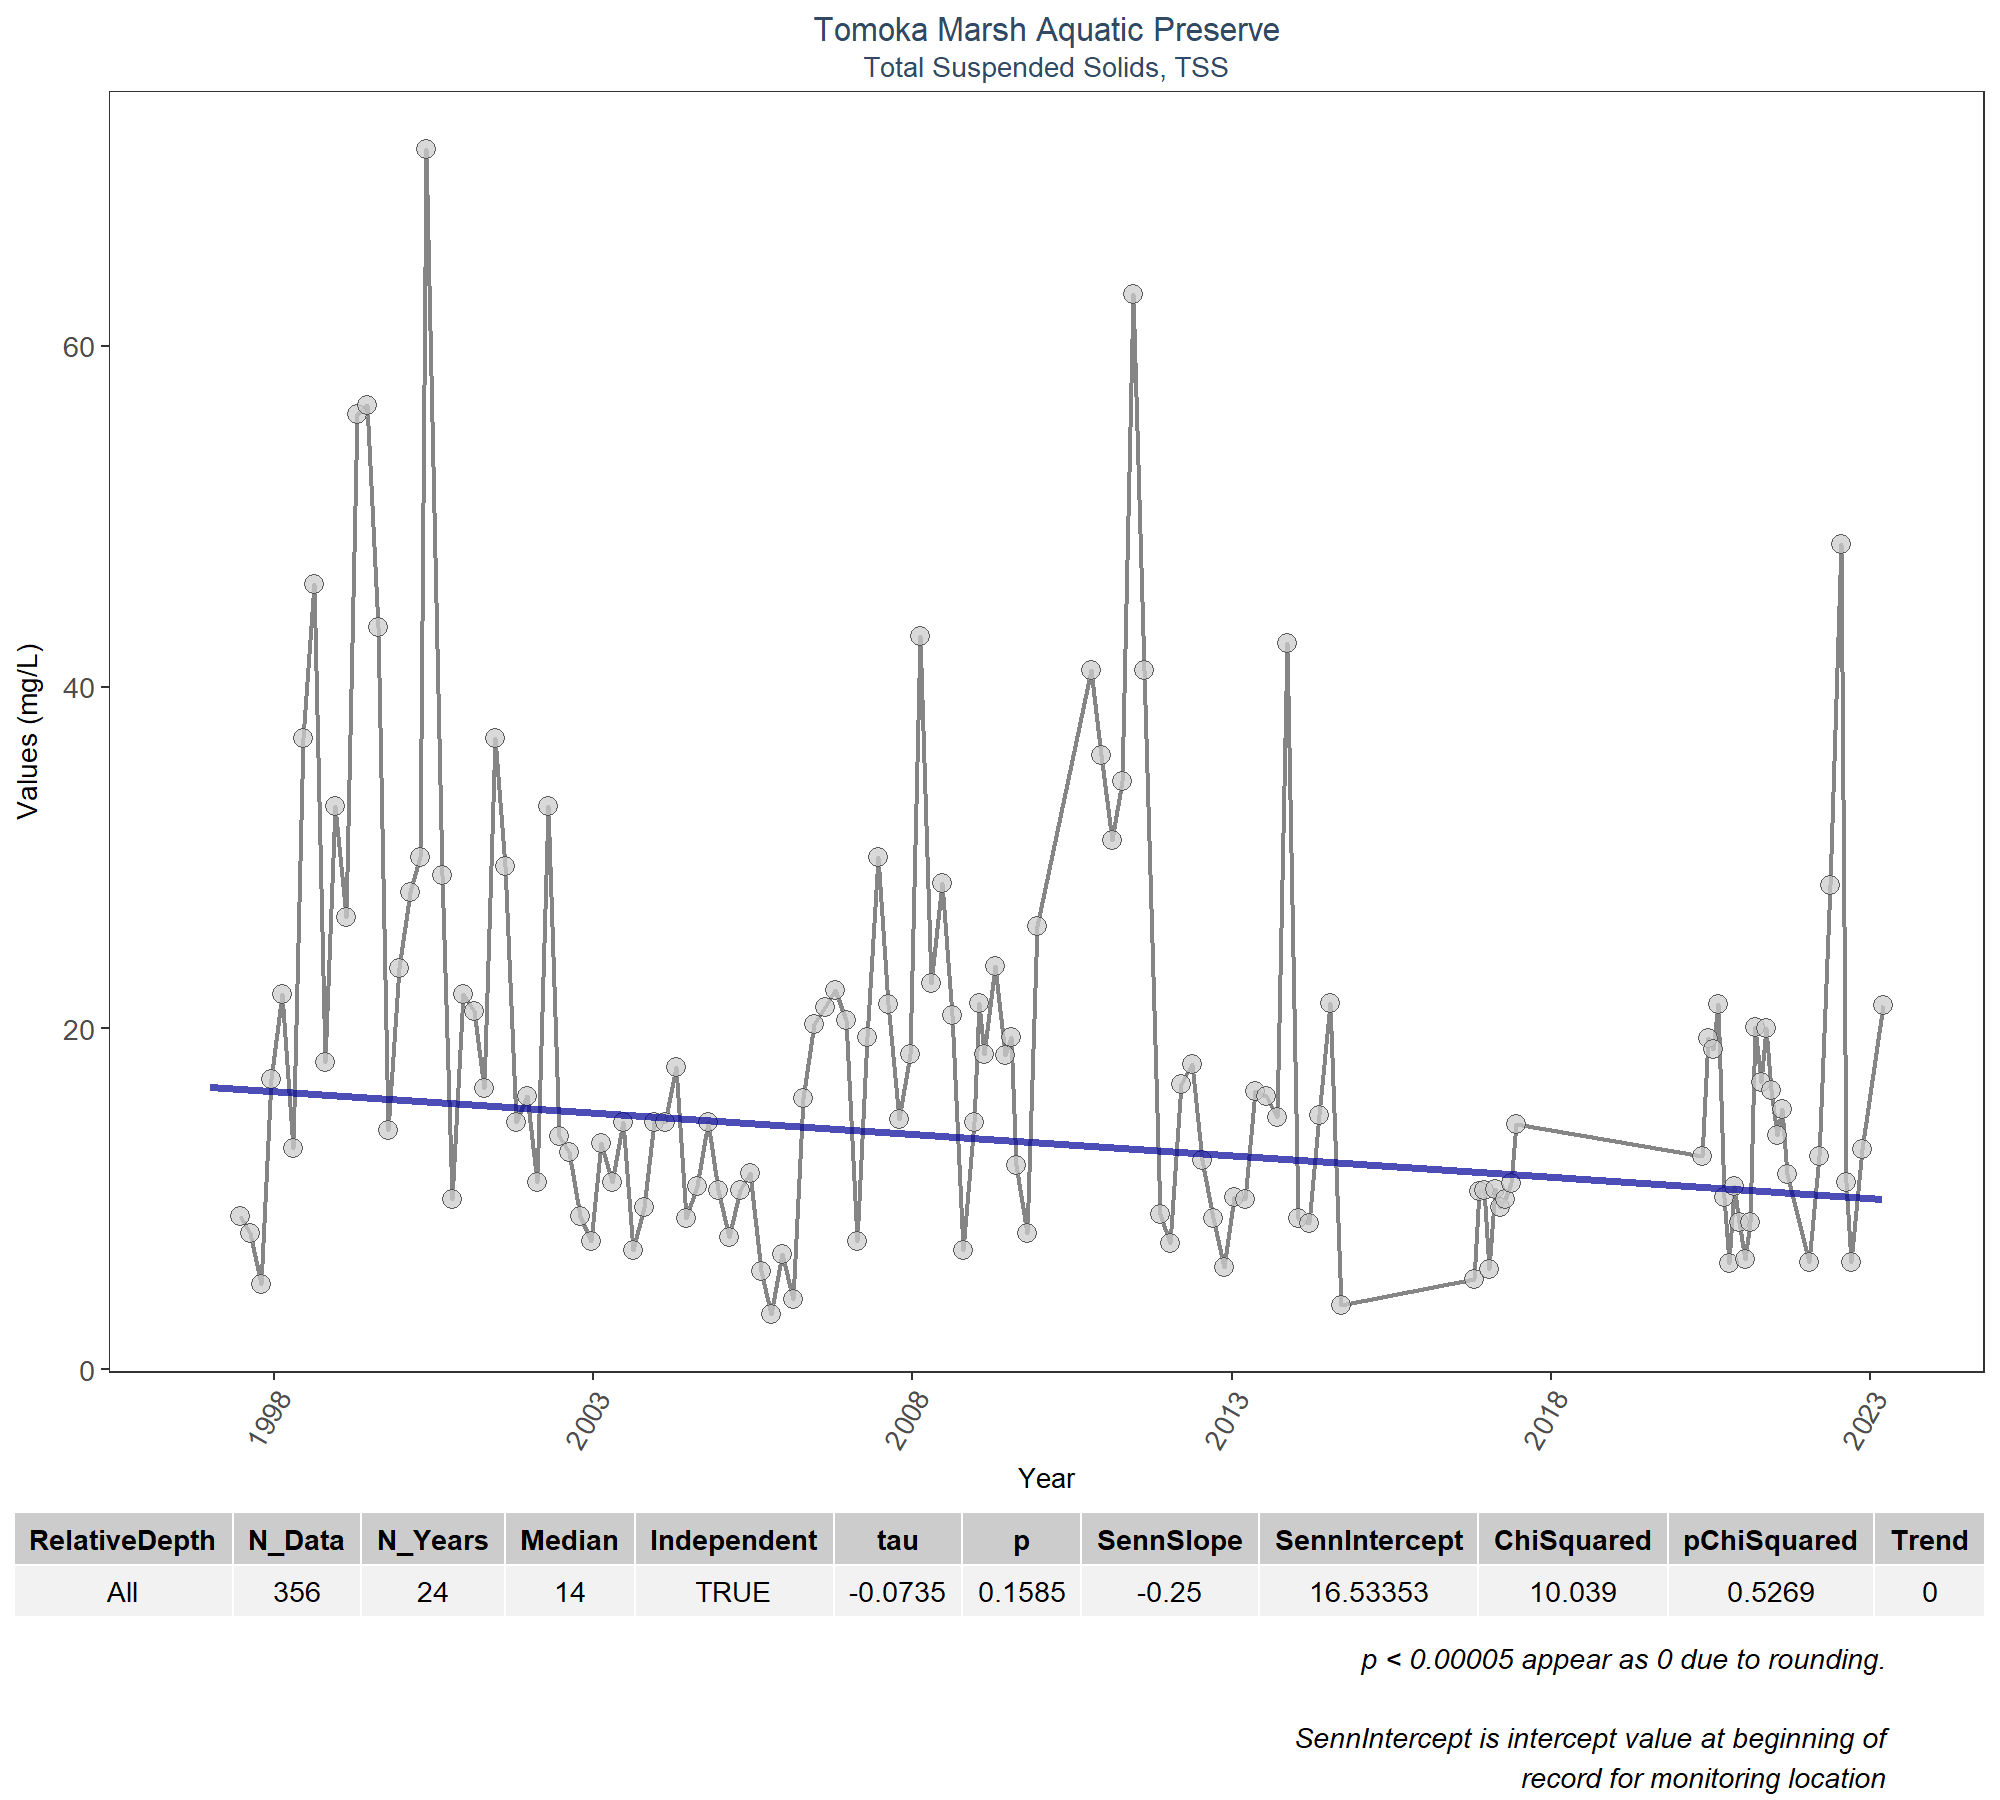 Tomoka Marsh Aquatic Preserve
Total Suspended Solids, TSS
Values (mg/L)
60
40
20
0
1998
2003
2008
2013
2018
2023
Year
RelativeDepth N_Data N_Years Median Independent tau p SennSlope SennIntercept ChiSquared pChiSquared Trend
All 356 24 14 TRUE -0.0735 0.1585 -0.25 16.53353 10.039 0.5269 0
p < 0.00005 appear as 0 due to rounding.
SennIntercept is intercept value at beginning of
record for monitoring location